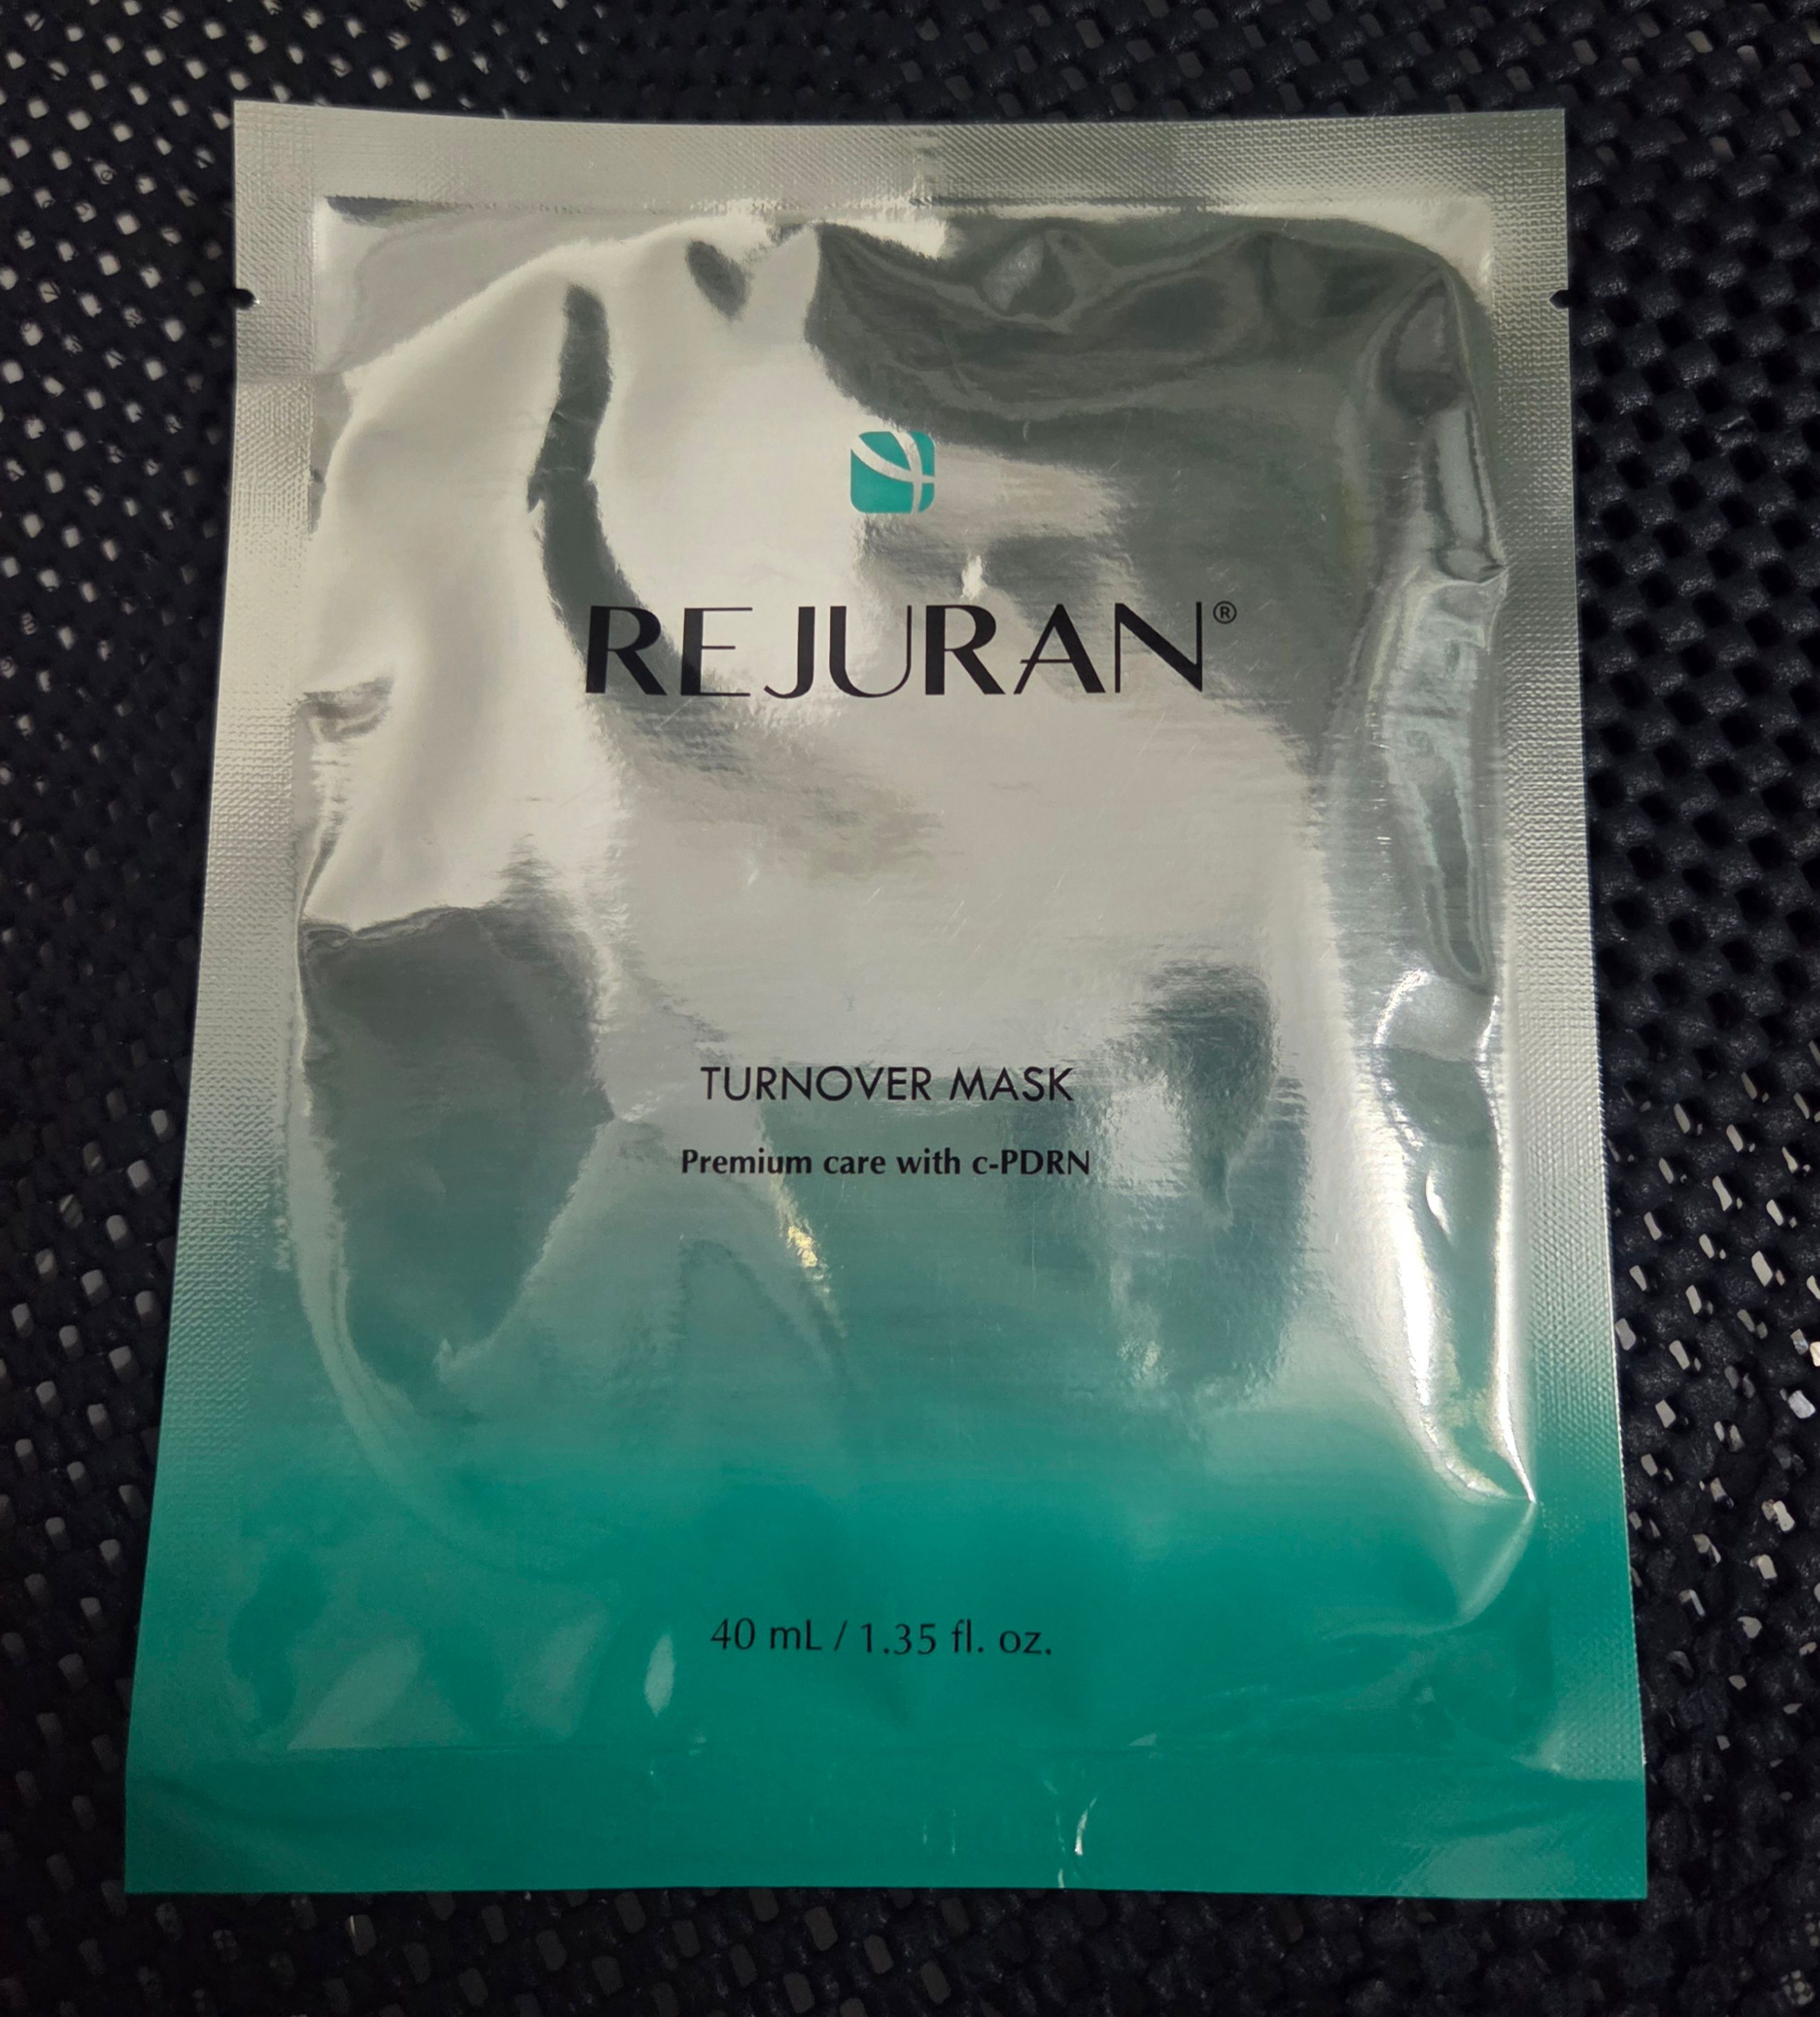 REJURAN®
TURNOVER MASK
Premium care with c-PDRN
40 mL / 1.35 fl. oz.